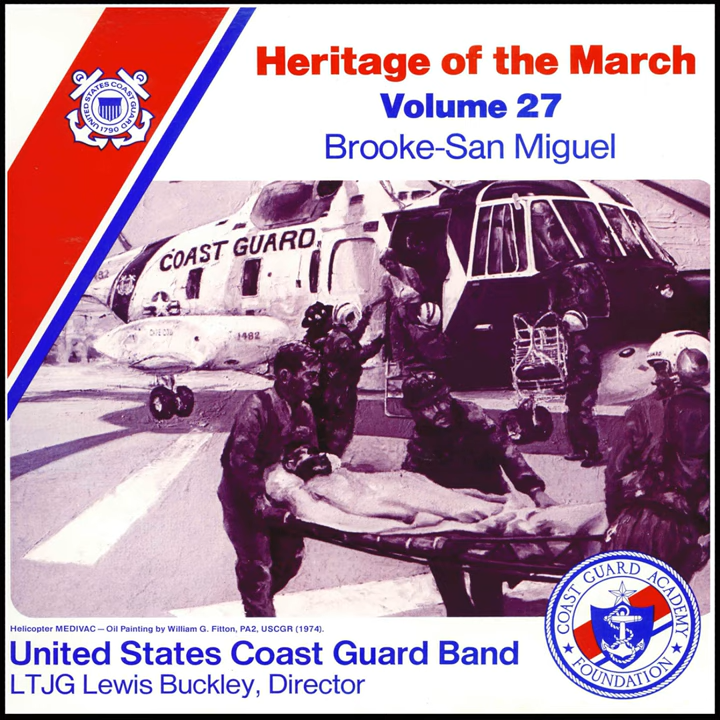 Heritage of the March
Volume 27
Brooke-San Miguel
UNITED STATES COAST GUARD
1790
COAST GUARD
1482
GUARD
Helicopter MEDIVAC — Oil Painting by William G. Fitton, PA2, USCGR (1974).
United States Coast Guard Band
LTJG Lewis Buckley, Director
COAST GUARD ACADEMY
FOUNDATION